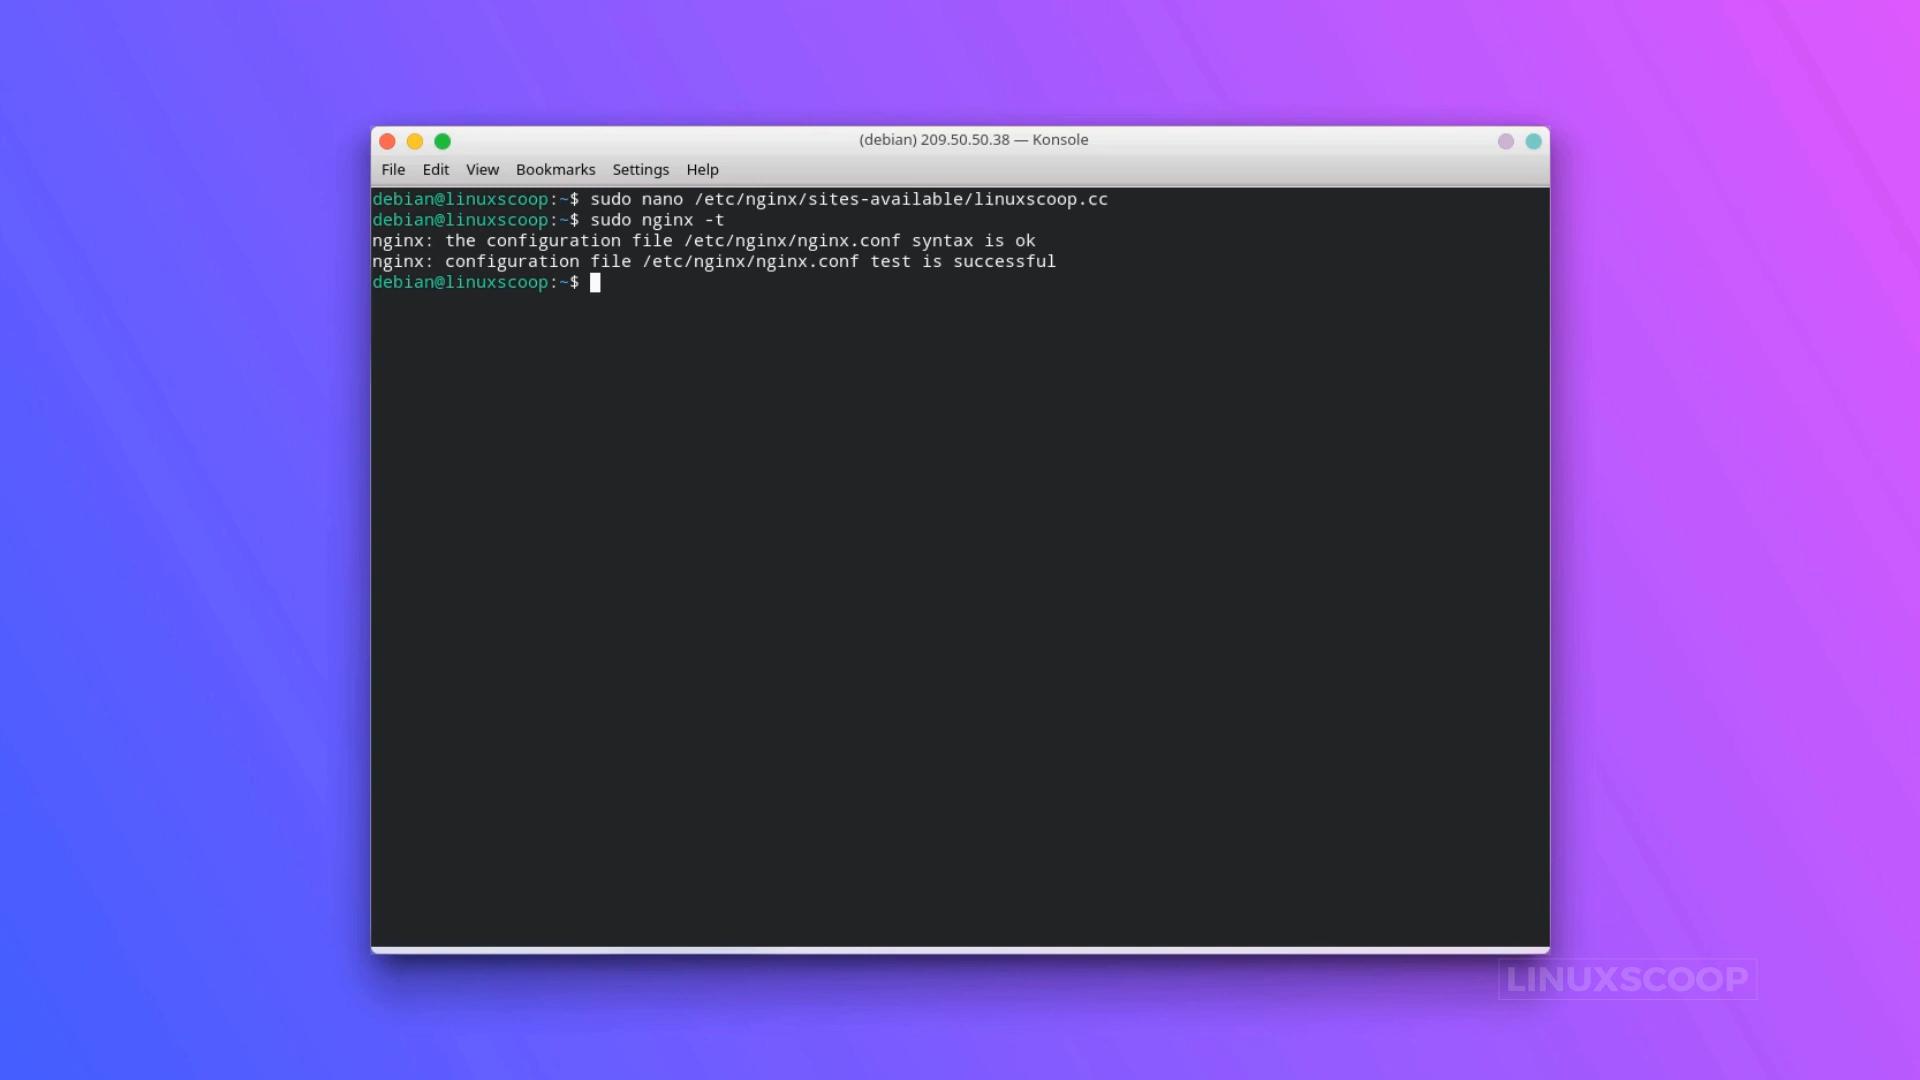 (debian) 209.50.50.38 — Konsole
File Edit View Bookmarks Settings Help
debian@linuxscoop:~$ sudo nano /etc/nginx/sites-available/linuxscoop.cc
debian@linuxscoop:~$ sudo nginx -t
nginx: the configuration file /etc/nginx/nginx.conf syntax is ok
nginx: configuration file /etc/nginx/nginx.conf test is successful
debian@linuxscoop:~$
LINUXSCOOP